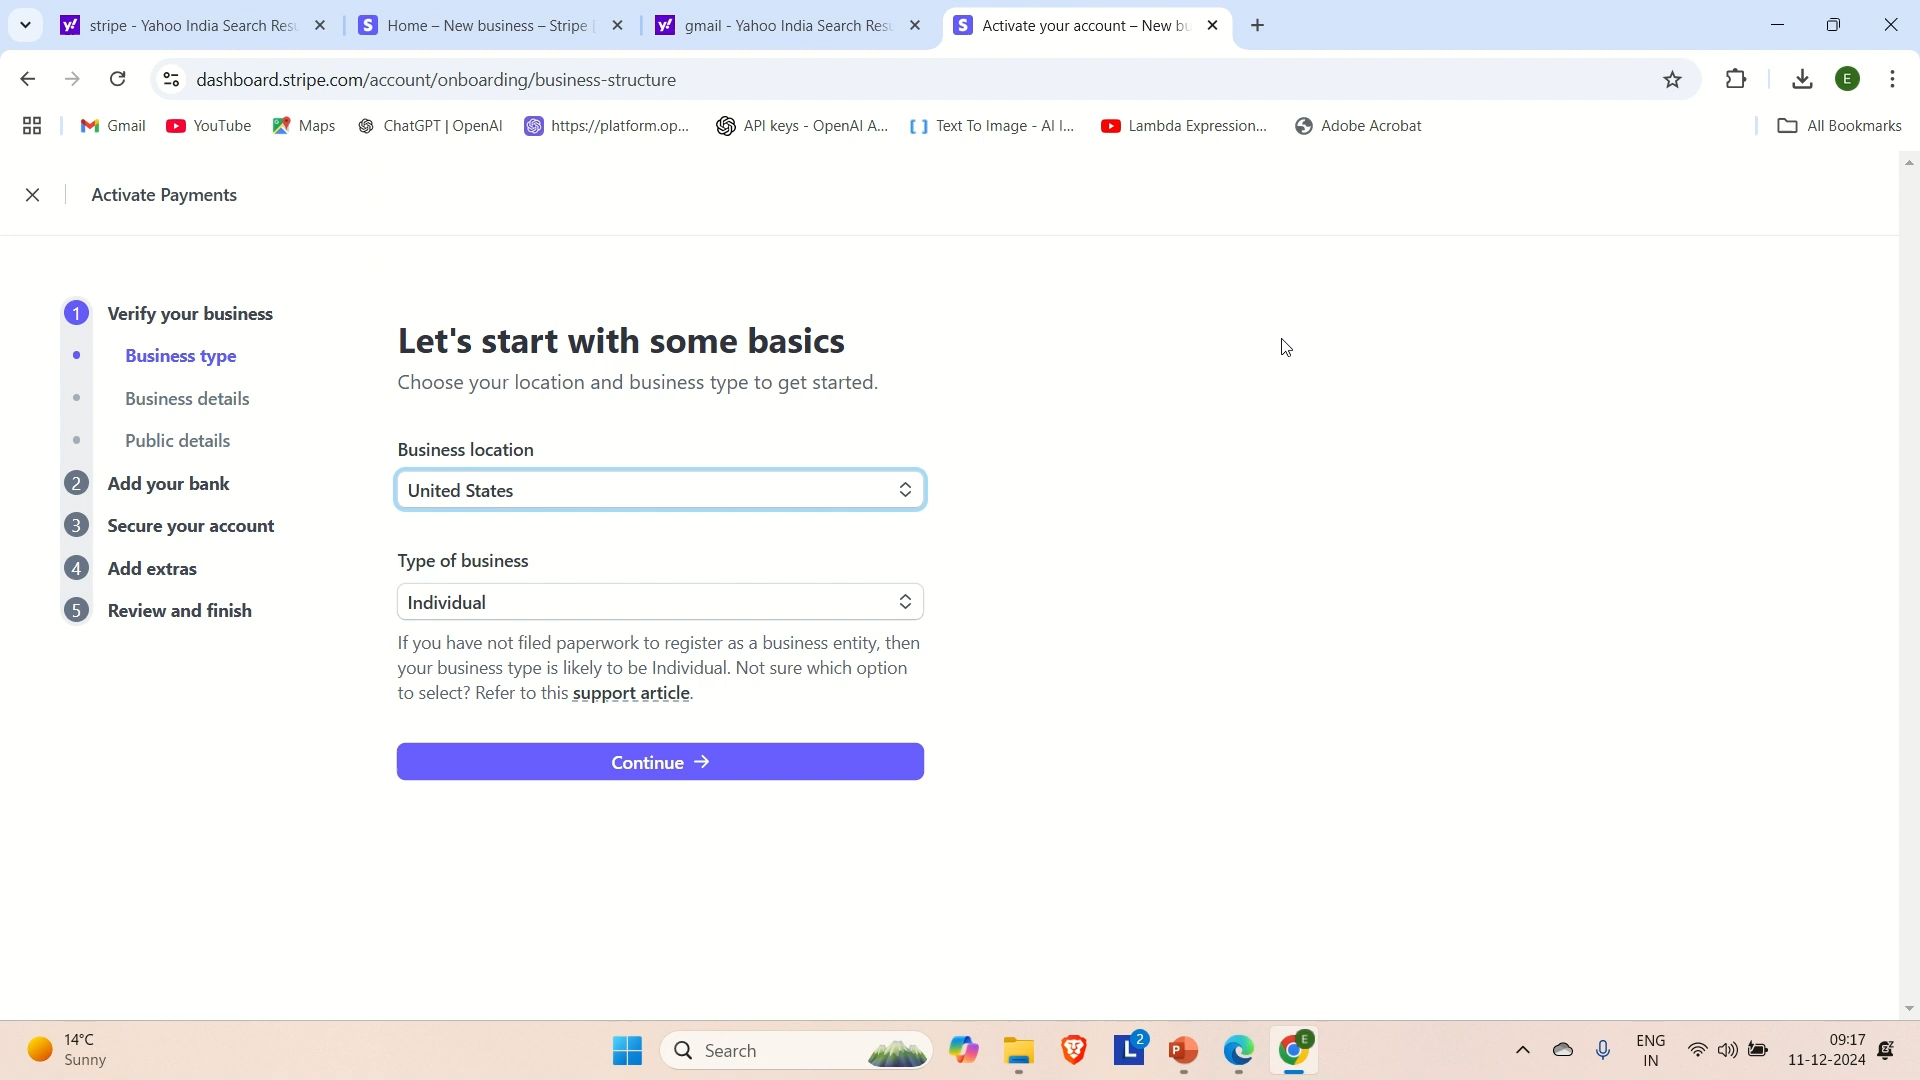 stripe - Yahoo India Search Resu
Home – New business – Stripe
gmail - Yahoo India Search Resu
Activate your account – New bu
dashboard.stripe.com/account/onboarding/business-structure
E
Gmail
YouTube
Maps
ChatGPT | OpenAI
https://platform.op...
API keys - OpenAI A...
Text To Image - AI I...
Lambda Expression...
Adobe Acrobat
All Bookmarks
Activate Payments
1 Verify your business
Business type
Business details
Public details
2 Add your bank
3 Secure your account
4 Add extras
5 Review and finish
Let's start with some basics
Choose your location and business type to get started.
Business location
United States
Type of business
Individual
If you have not filed paperwork to register as a business entity, then
your business type is likely to be Individual. Not sure which option
to select? Refer to this support article.
Continue →
14°C
Sunny
Search
L
2
P
E
ENG
IN
09:17
11-12-2024